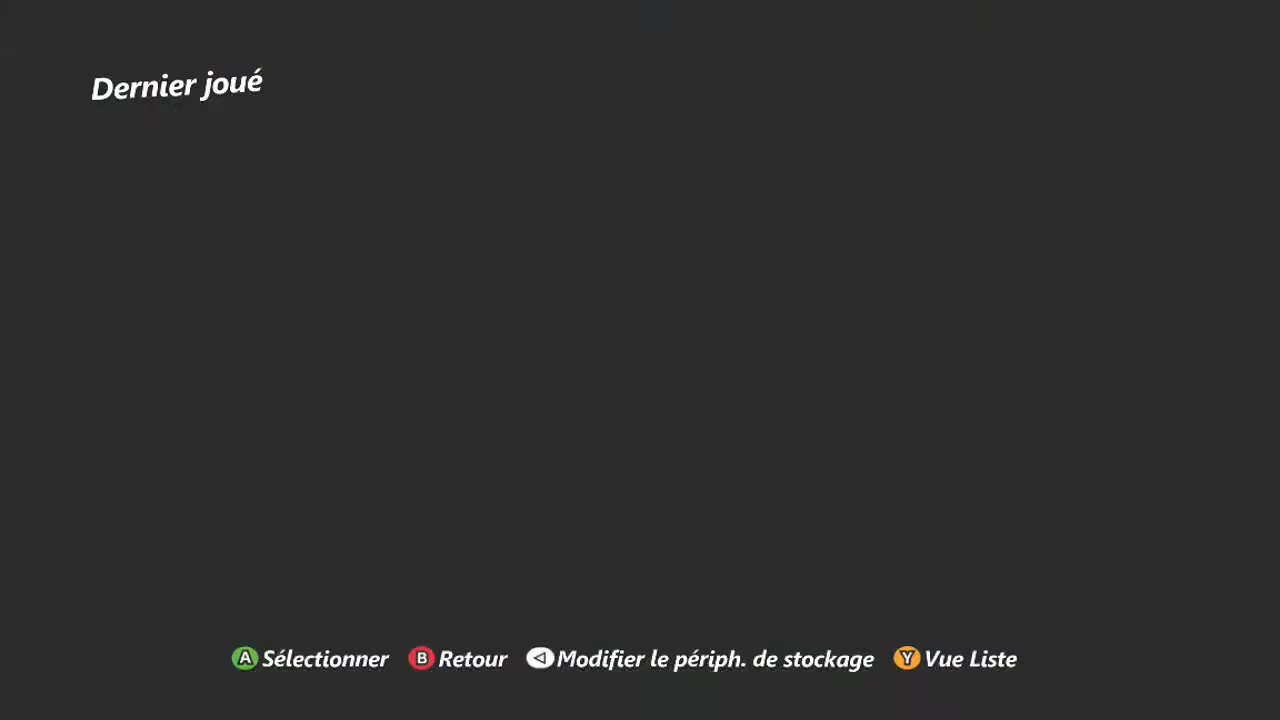 Dernier joué
A Sélectionner B Retour Modifier le périph. de stockage Y Vue Liste